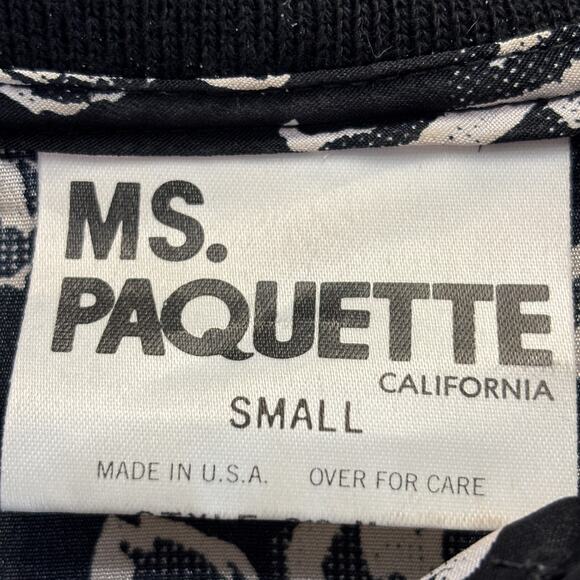 MS.
PAQUETTE
CALIFORNIA
SMALL
MADE IN U.S.A. OVER FOR CARE